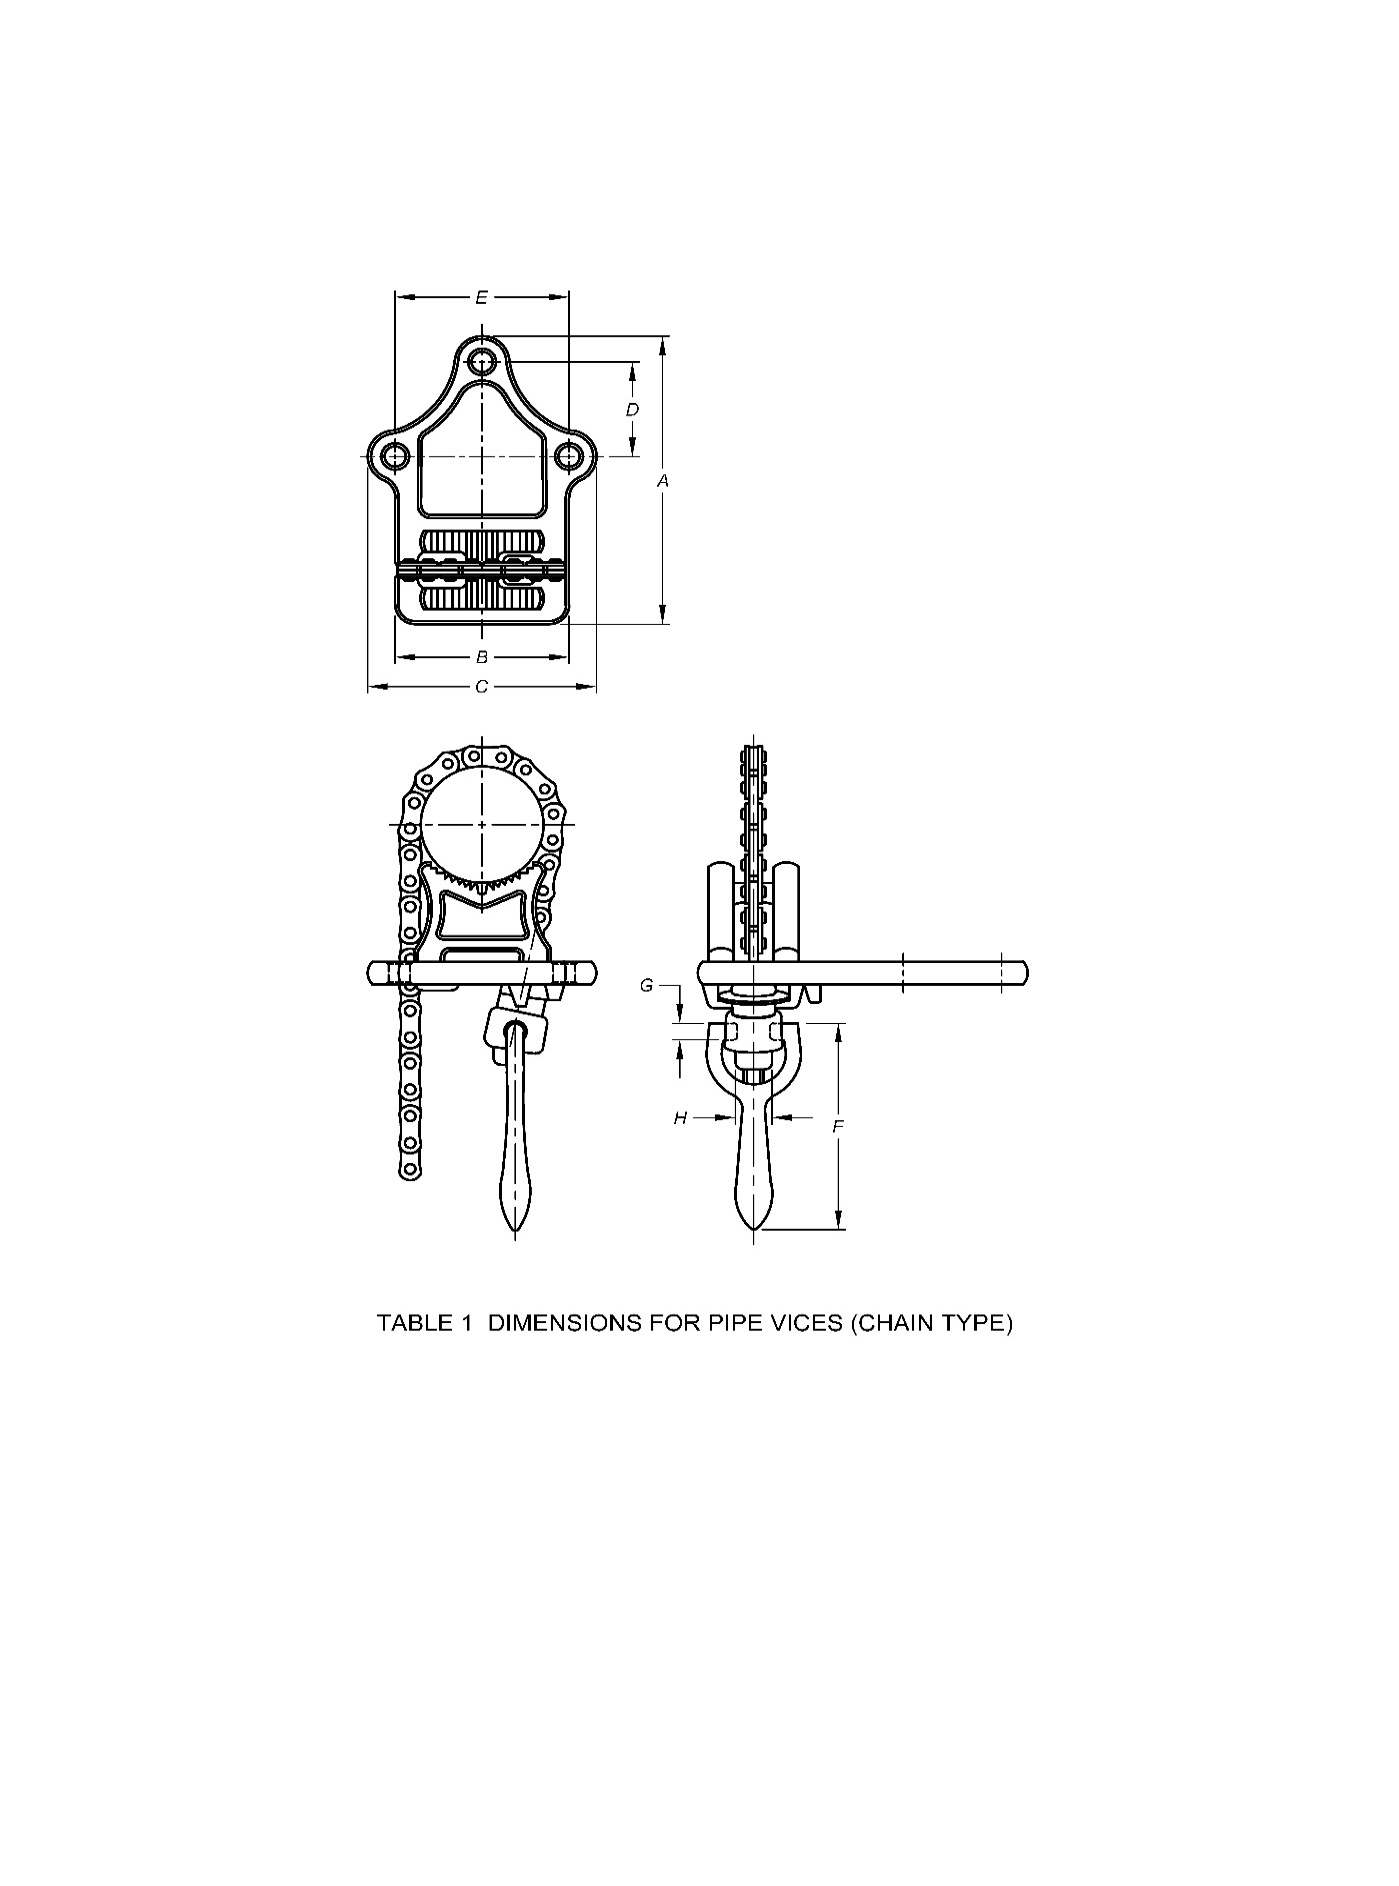 E
D
A
B
C
G
H
F
TABLE 1 DIMENSIONS FOR PIPE VICES (CHAIN TYPE)